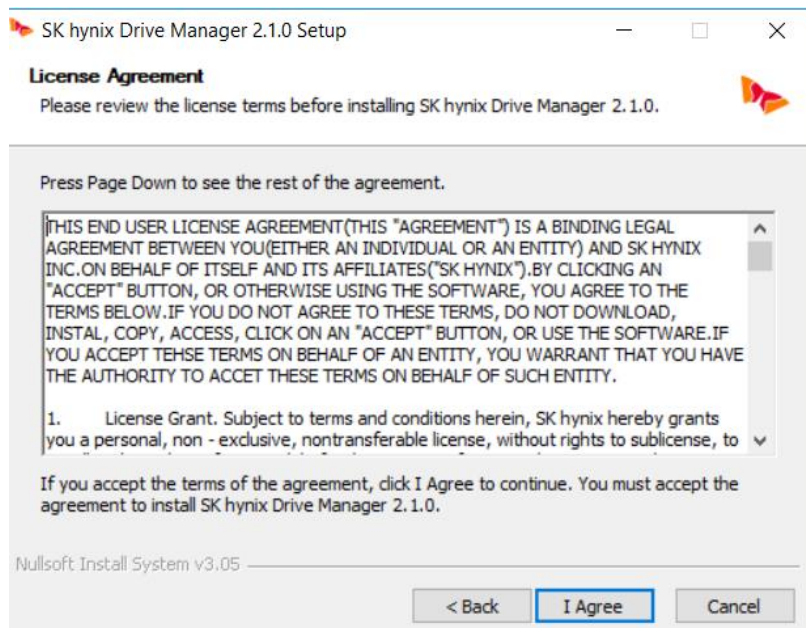 SK hynix Drive Manager 2.1.0 Setup
License Agreement
Please review the license terms before installing SK hynix Drive Manager 2.1.0.
Press Page Down to see the rest of the agreement.
THIS END USER LICENSE AGREEMENT(THIS "AGREEMENT") IS A BINDING LEGAL
AGREEMENT BETWEEN YOU(EITHER AN INDIVIDUAL OR AN ENTITY) AND SK HYNIX
INC.ON BEHALF OF ITSELF AND ITS AFFILIATES("SK HYNIX").BY CLICKING AN
"ACCEPT" BUTTON, OR OTHERWISE USING THE SOFTWARE, YOU AGREE TO THE
TERMS BELOW.IF YOU DO NOT AGREE TO THESE TERMS, DO NOT DOWNLOAD,
INSTAL, COPY, ACCESS, CLICK ON AN "ACCEPT" BUTTON, OR USE THE SOFTWARE.IF
YOU ACCEPT TEHSE TERMS ON BEHALF OF AN ENTITY, YOU WARRANT THAT YOU HAVE
THE AUTHORITY TO ACCET THESE TERMS ON BEHALF OF SUCH ENTITY.
1. License Grant. Subject to terms and conditions herein, SK hynix hereby grants
you a personal, non - exclusive, nontransferable license, without rights to sublicense, to
If you accept the terms of the agreement, click I Agree to continue. You must accept the
agreement to install SK hynix Drive Manager 2.1.0.
Nullsoft Install System v3.05
< Back I Agree Cancel